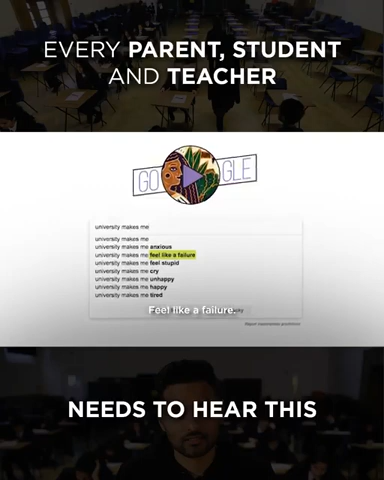 EVERY PARENT, STUDENT
AND TEACHER
GO GLE
university makes me
university makes me
university makes me anxious
university makes me feel like a failure
university makes me feel stupid
university makes me cry
university makes me unhappy
university makes me happy
university makes me tired
Feel like a failure.
NEEDS TO HEAR THIS